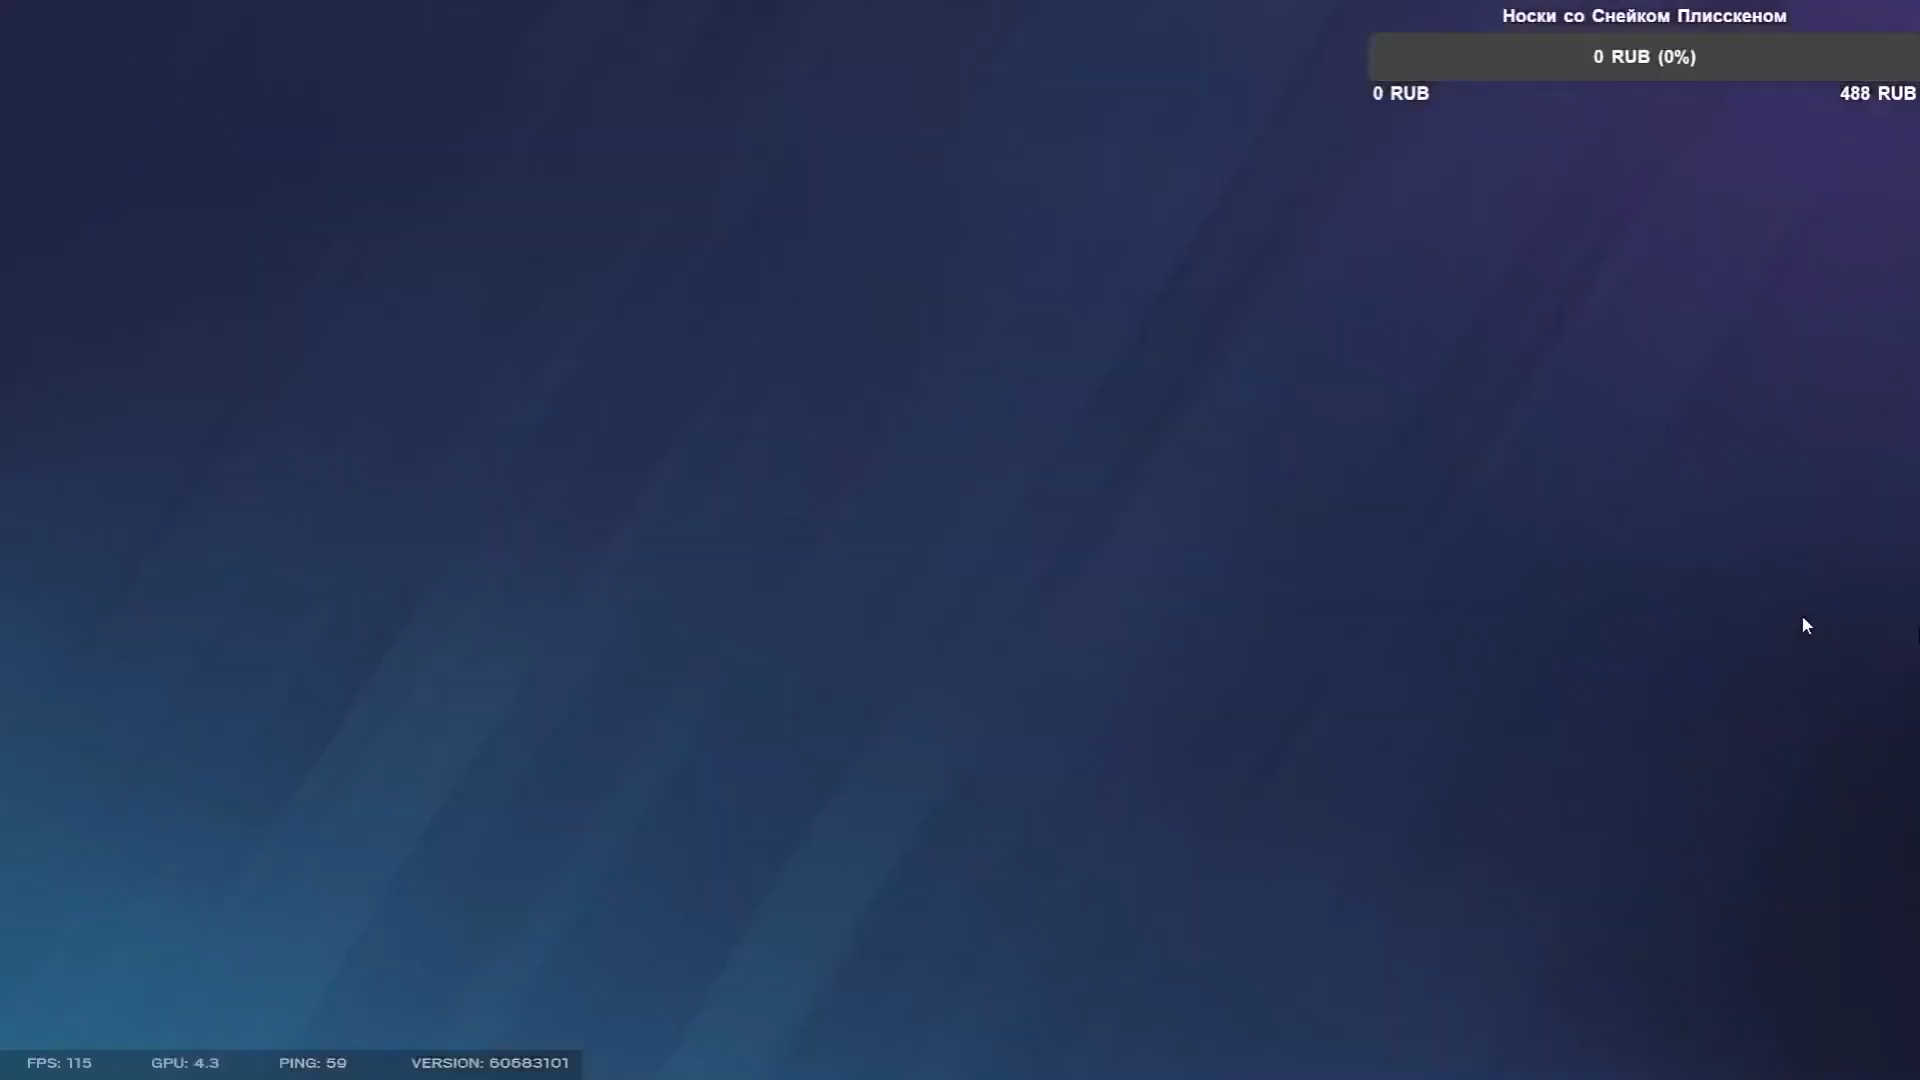 Носки со Снейком Плисскеном
0 RUB (0%)
0 RUB 488 RUB
FPS: 115 GPU: 4.3 PING: 59 VERSION: 60683101